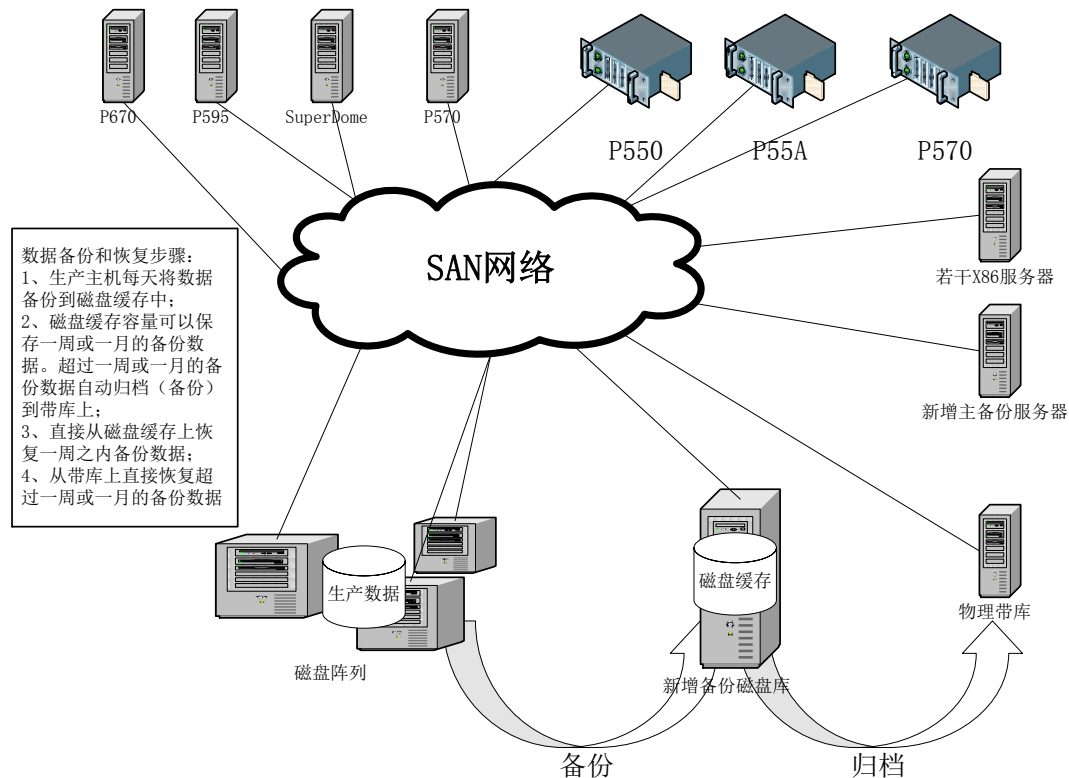 P670
P595
SuperDome
P570
P550
P55A
P570
SAN网络
若干X86服务器
新增主备份服务器
数据备份和恢复步骤：
1、生产主机每天将数据
备份到磁盘缓存中；
2、磁盘缓存容量可以保
存一周或一月的备份数
据。超过一周或一月的备
份数据自动归档（备份）
到带库上；
3、直接从磁盘缓存上恢
复一周之内备份数据；
4、从带库上直接恢复超
过一周或一月的备份数据
生产数据
磁盘缓存
物理带库
磁盘阵列
新增备份磁盘库
备份
归档